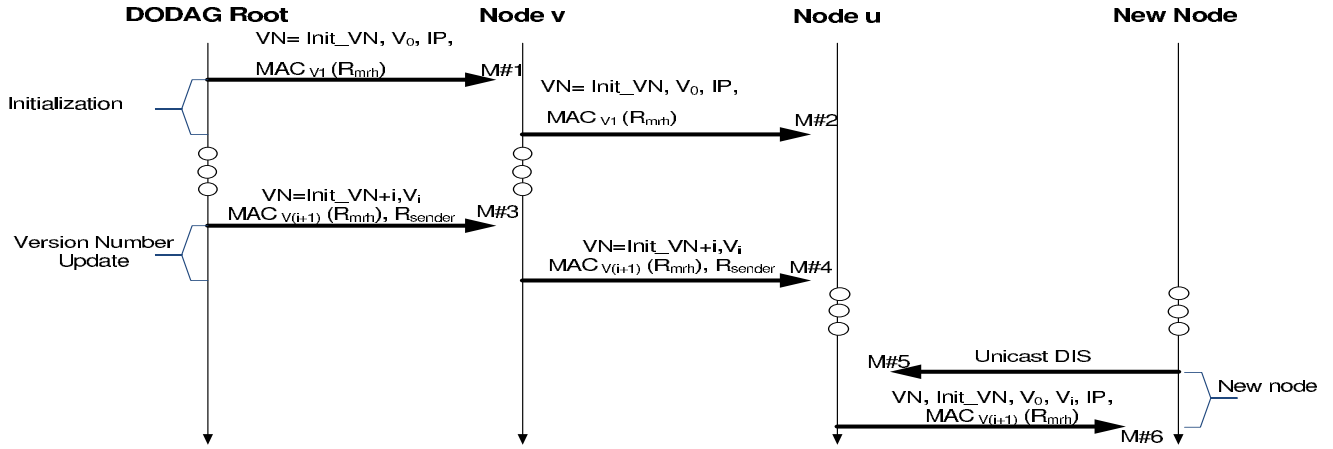 DODAG Root
Node v
Node u
New Node
VN= Init_VN, V0, IP,
MAC V1 (Rmrh)
M#1
Initialization
VN= Init_VN, V0, IP,
MAC V1 (Rmrh)
M#2
VN=Init_VN+i,Vi
MAC V(i+1) (Rmrh), Rsender
M#3
Version Number
Update
VN=Init_VN+i,Vi
MAC V(i+1) (Rmrh), Rsender
M#4
M#5
Unicast DIS
New node
VN, Init_VN, V0, Vi, IP,
MAC V(i+1) (Rmrh)
M#6